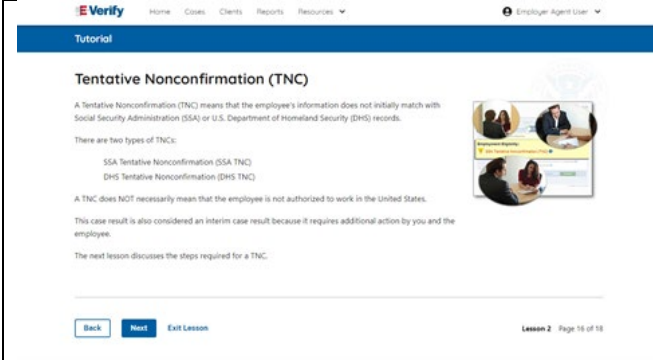 E Verify
Home Cases Clients Reports Resources
Employer Agent User
Tutorial
Tentative Nonconfirmation (TNC)
A Tentative Nonconfirmation (TNC) means that the employee's information does not initially match with
Social Security Administration (SSA) or U.S. Department of Homeland Security (DHS) records.
There are two types of TNCs:
SSA Tentative Nonconfirmation (SSA TNC)
DHS Tentative Nonconfirmation (DHS TNC)
A TNC does NOT necessarily mean that the employee is not authorized to work in the United States.
This case result is also considered an interim case result because it requires additional action by you and the
employee.
The next lesson discusses the steps required for a TNC.
Employment Eligibility:
SSA Tentative Nonconfirmation (TNC)
Back Next Exit Lesson
Lesson 2 Page 16 of 18